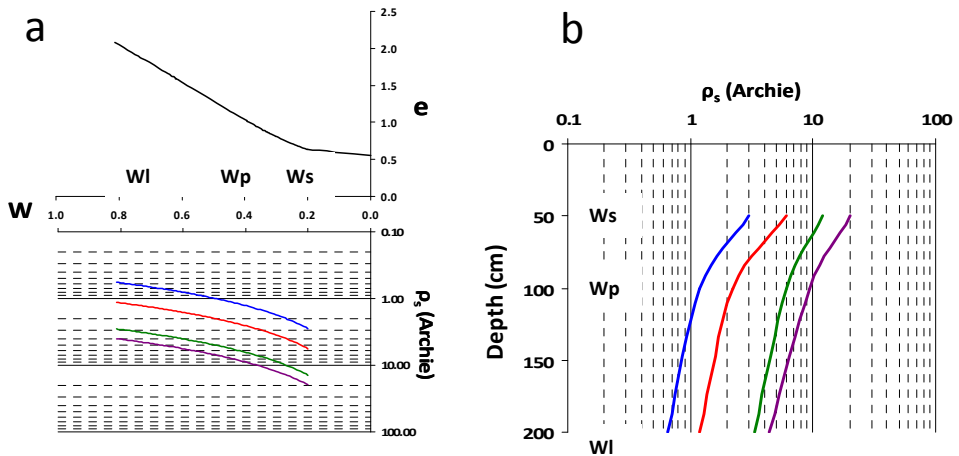 a
2.5
2.0
1.5
e
1.0
0.5
0.0
Wl Wp Ws
W
1.0 0.8 0.6 0.4 0.2 0.0
0.10
1.00
10.00
100.00
ρs (Archie)
b
ρs (Archie)
0.1 1 10 100
0
50
100
150
200
Depth (cm)
Ws
Wp
Wl